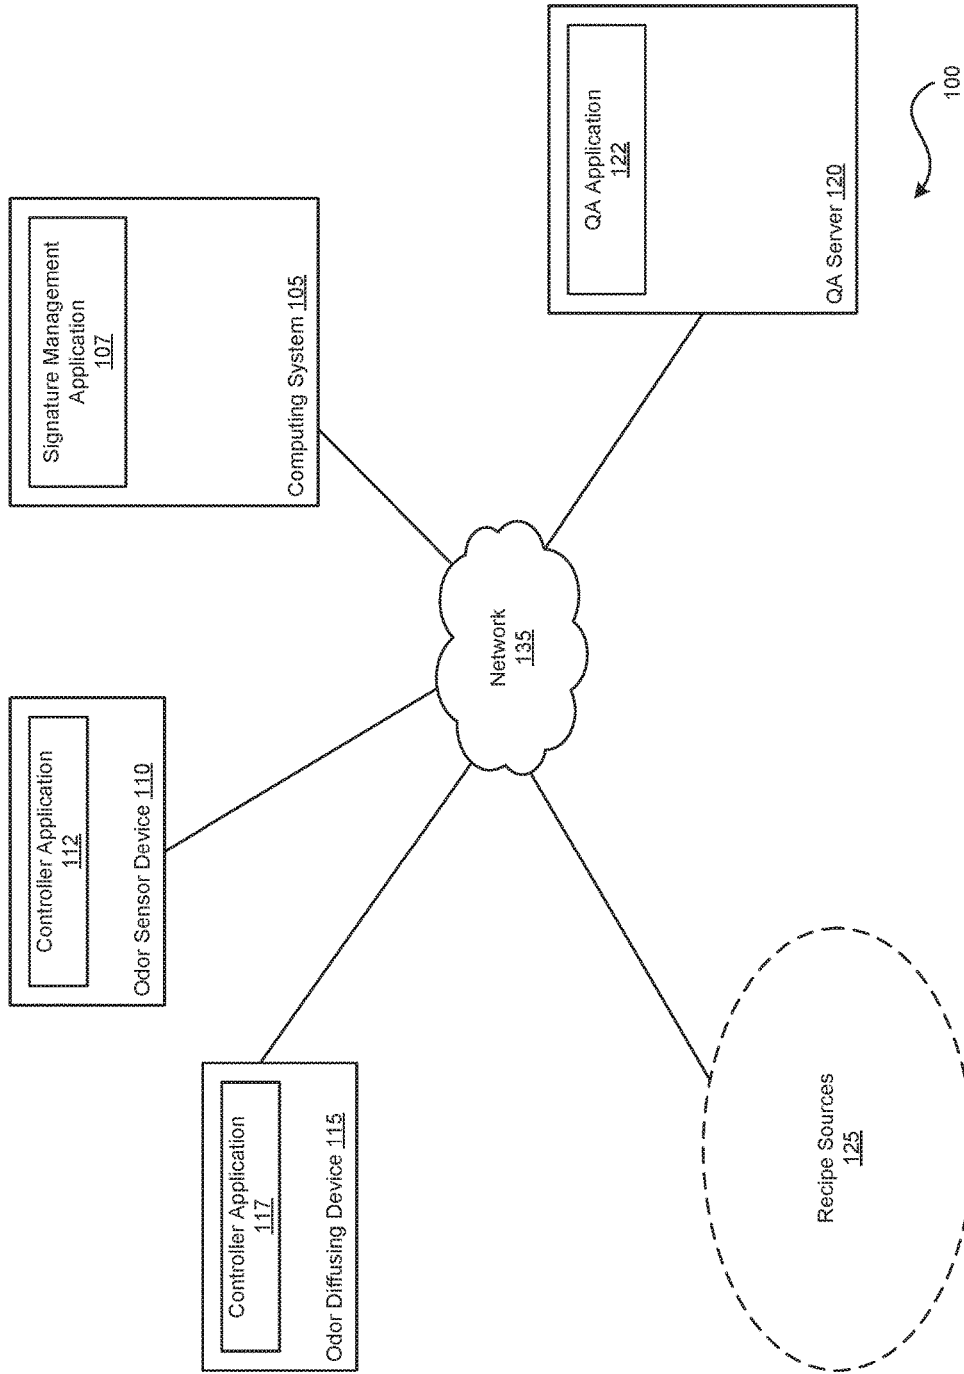 Controller Application
117
Odor Diffusing Device 115
Controller Application
112
Odor Sensor Device 110
Signature Management
Application
107
Computing System 105
Network
135
Recipe Sources
125
QA Application
122
QA Server 120
100